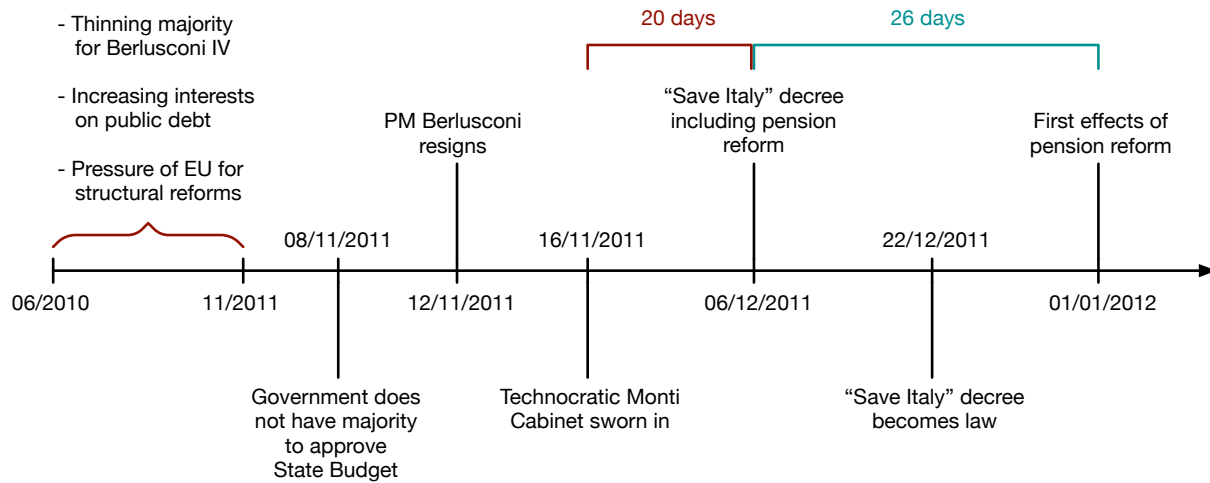 - Thinning majority
for Berlusconi IV
- Increasing interests
on public debt
- Pressure of EU for
structural reforms
20 days
26 days
PM Berlusconi
resigns
“Save Italy” decree
including pension
reform
First effects of
pension reform
08/11/2011
16/11/2011
22/12/2011
06/2010
11/2011
12/11/2011
06/12/2011
01/01/2012
Government does
not have majority
to approve
State Budget
Technocratic Monti
Cabinet sworn in
“Save Italy” decree
becomes law